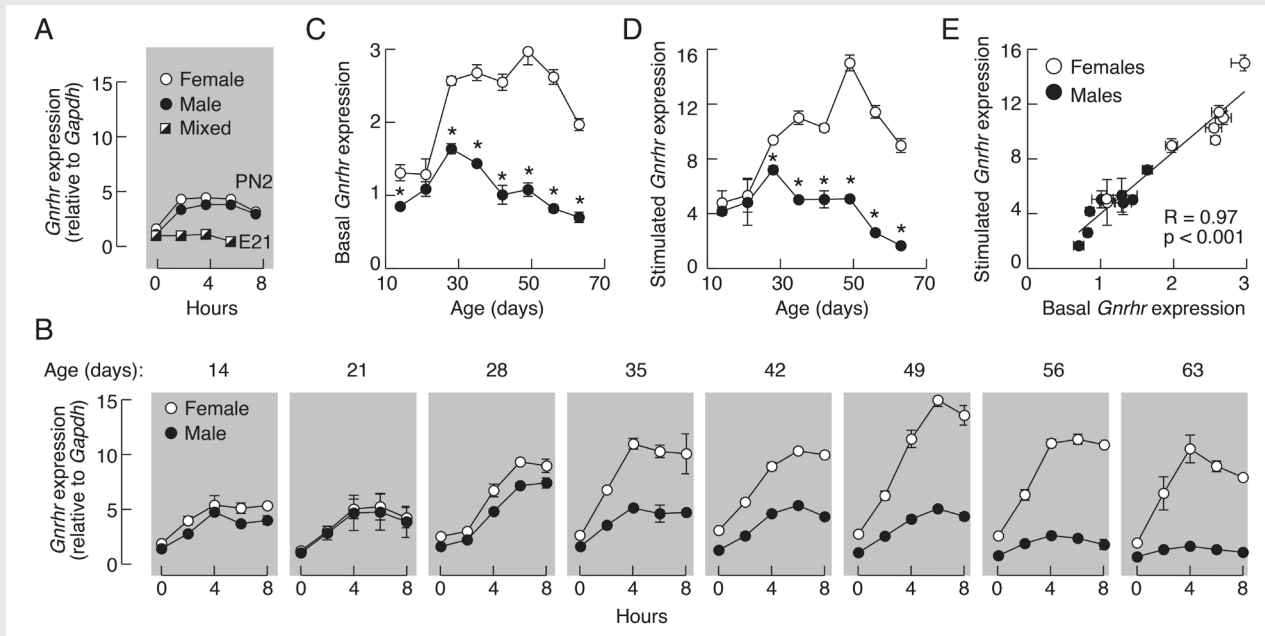 A
Gnrhr expression
(relative to Gapdh)
15
10
5
0
Female
Male
Mixed
PN2
E21
0 4 8
Hours
C
Basal Gnrhr expression
3
2
1
0
* * * * * * *
10 30 50 70
Age (days)
D
Stimulated Gnrhr expression
16
12
8
4
0
* * * * * *
10 30 50 70
Age (days)
E
Stimulated Gnrhr expression
16
12
8
4
0
Females
Males
R = 0.97
p < 0.001
0 1 2 3
Basal Gnrhr expression
B
Age (days): 14 21 28 35 42 49 56 63
Gnrhr expression
(relative to Gapdh)
15
10
5
0
Female
Male
0 4 8 0 4 8 0 4 8 0 4 8 0 4 8 0 4 8 0 4 8 0 4 8
Hours